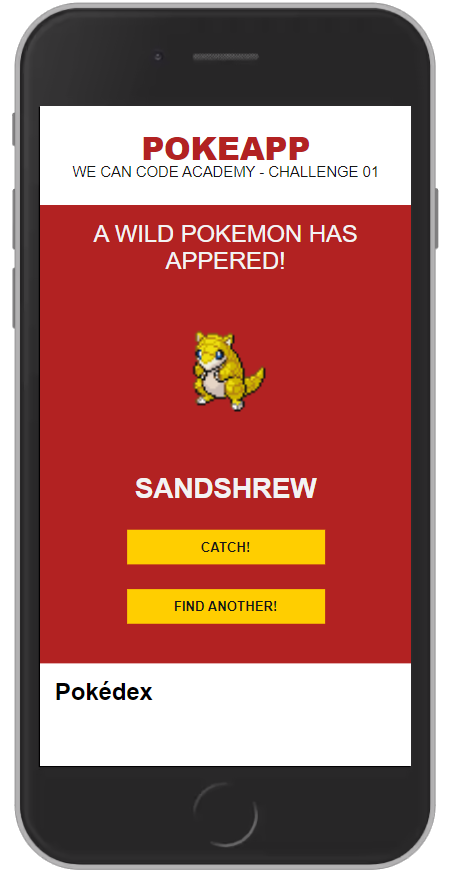 POKEAPP
WE CAN CODE ACADEMY - CHALLENGE 01
A WILD POKEMON HAS
APPERED!
SANDSHREW
CATCH!
FIND ANOTHER!
Pokédex